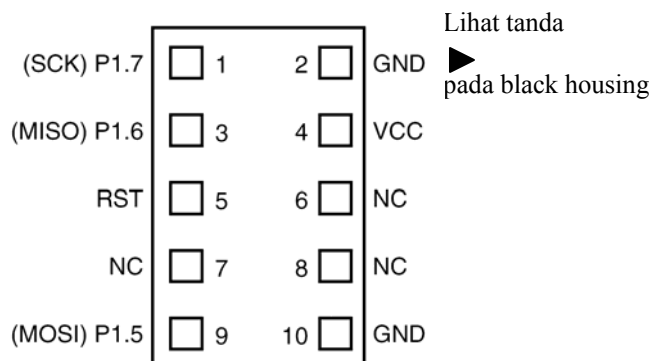 Lihat tanda
(SCK) P1.7 1 2 GND
pada black housing
(MISO) P1.6 3 4 VCC
RST 5 6 NC
NC 7 8 NC
(MOSI) P1.5 9 10 GND